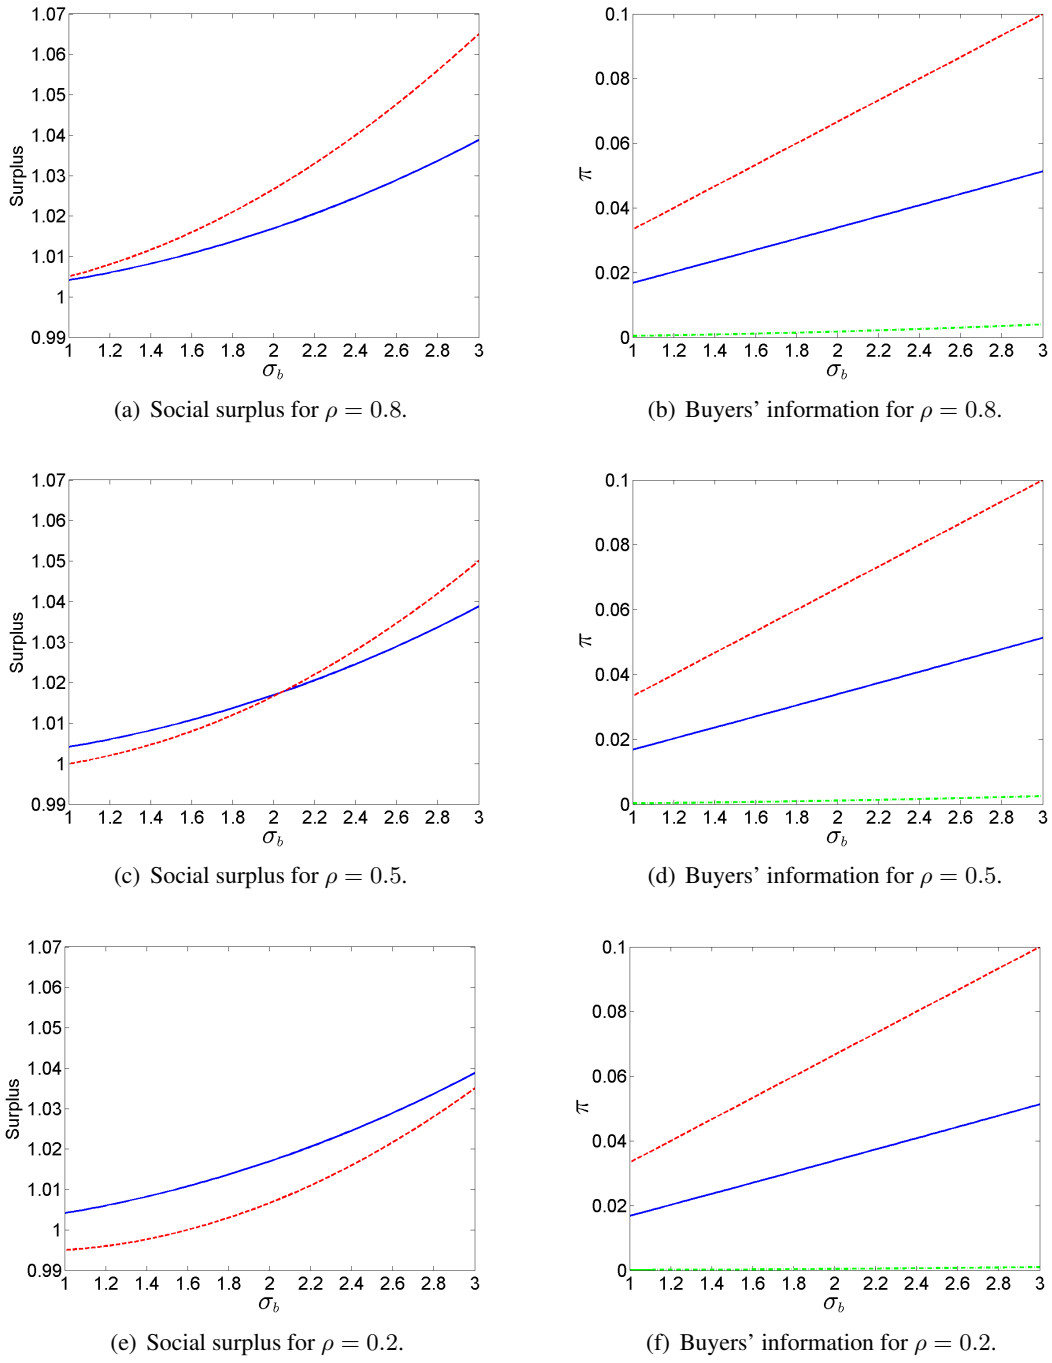 1.07
1.06
1.05
1.04
1.03
1.02
1.01
1
0.99
Surplus
1 1.2 1.4 1.6 1.8 2 2.2 2.4 2.6 2.8 3
σ_b
(a) Social surplus for ρ = 0.8.
0.1
0.08
0.06
0.04
0.02
0
π
1 1.2 1.4 1.6 1.8 2 2.2 2.4 2.6 2.8 3
σ_b
(b) Buyers’ information for ρ = 0.8.
1.07
1.06
1.05
1.04
1.03
1.02
1.01
1
0.99
Surplus
1 1.2 1.4 1.6 1.8 2 2.2 2.4 2.6 2.8 3
σ_b
(c) Social surplus for ρ = 0.5.
0.1
0.08
0.06
0.04
0.02
0
π
1 1.2 1.4 1.6 1.8 2 2.2 2.4 2.6 2.8 3
σ_b
(d) Buyers’ information for ρ = 0.5.
1.07
1.06
1.05
1.04
1.03
1.02
1.01
1
0.99
Surplus
1 1.2 1.4 1.6 1.8 2 2.2 2.4 2.6 2.8 3
σ_b
(e) Social surplus for ρ = 0.2.
0.1
0.08
0.06
0.04
0.02
0
π
1 1.2 1.4 1.6 1.8 2 2.2 2.4 2.6 2.8 3
σ_b
(f) Buyers’ information for ρ = 0.2.